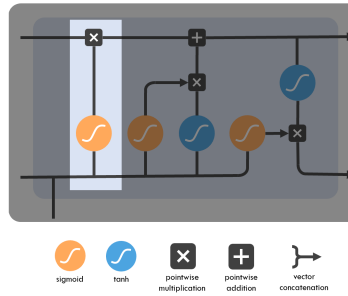 sigmoid
tanh
pointwise
multiplication
pointwise
addition
vector
concatenation